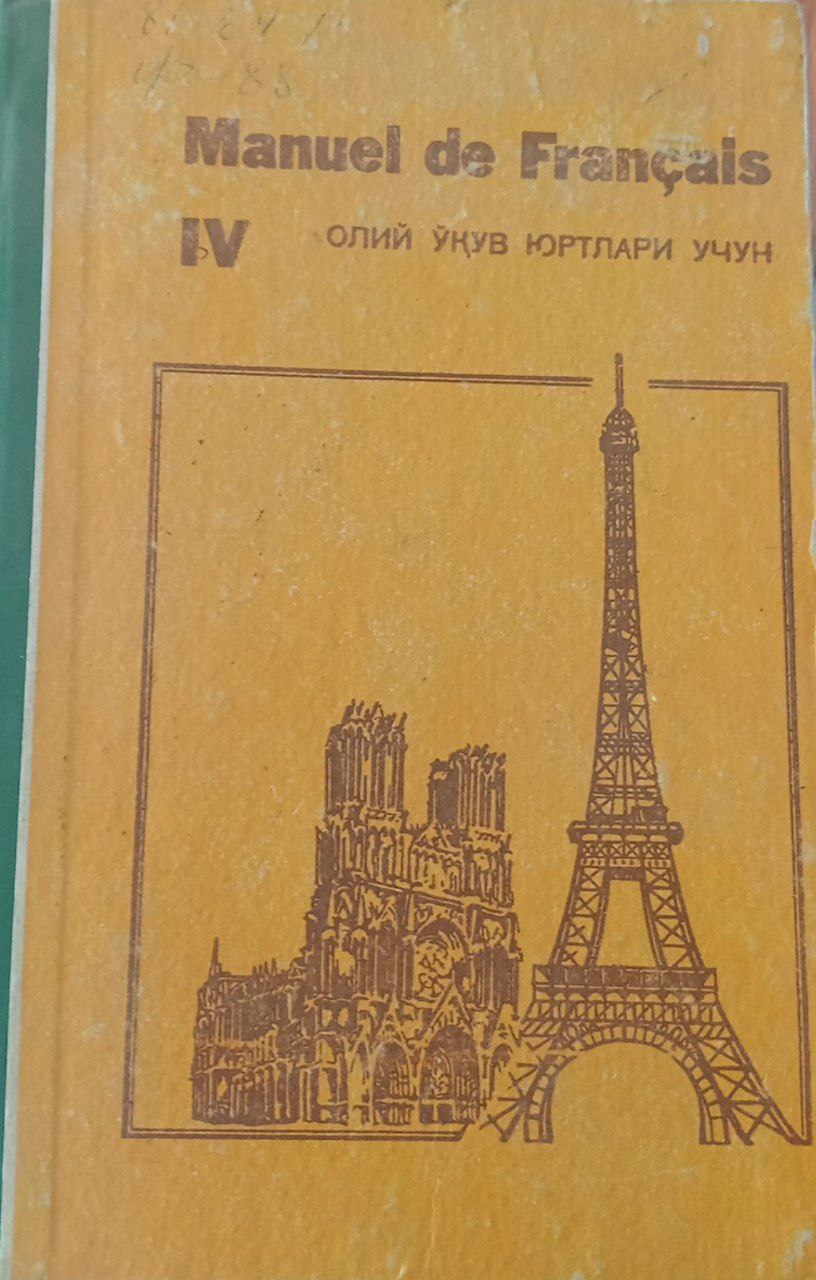 Manuel de Français
IV
ОЛИЙ ЎҚУВ ЮРТЛАРИ УЧУН